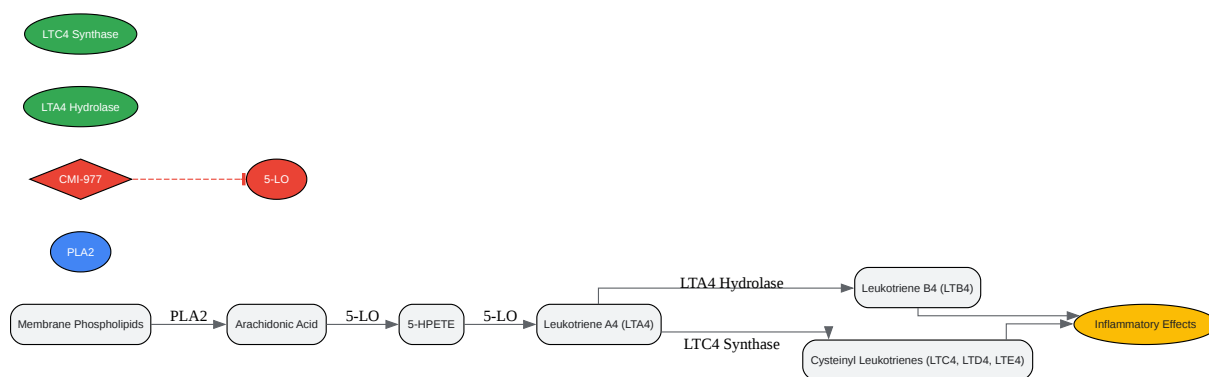 LTC4 Synthase
LTA4 Hydrolase
CMI-977
5-LO
PLA2
LTA4 Hydrolase
Leukotriene B4 (LTB4)
Membrane Phospholipids
PLA2
Arachidonic Acid
5-LO
5-HPETE
5-LO
Leukotriene A4 (LTA4)
LTC4 Synthase
Cysteinyl Leukotrienes (LTC4, LTD4, LTE4)
Inflammatory Effects